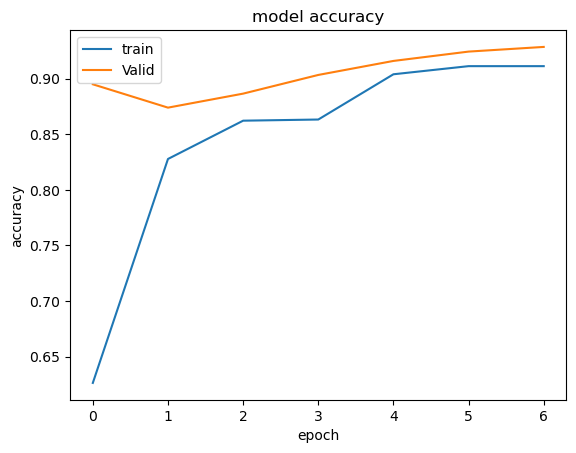 model accuracy
train
Valid
0.90
0.85
0.80
0.75
0.70
0.65
accuracy
0 1 2 3 4 5 6
epoch